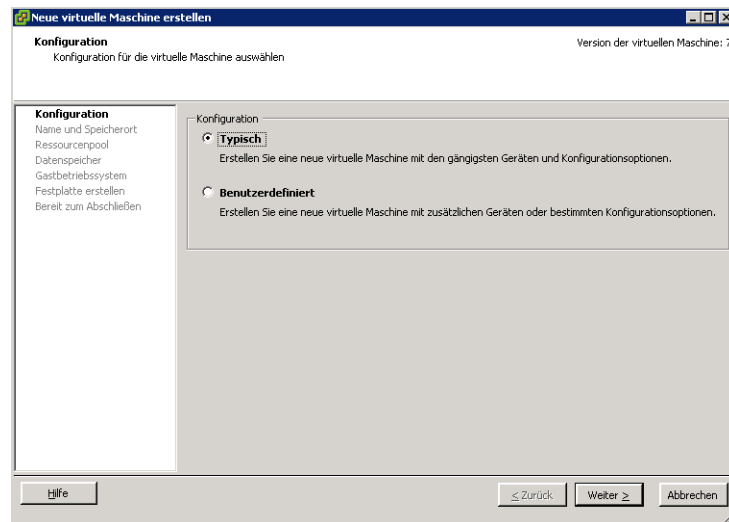 Neue virtuelle Maschine erstellen
Konfiguration
Konfiguration für die virtuelle Maschine auswählen
Version der virtuellen Maschine: 7
Konfiguration
Name und Speicherort
Ressourcenpool
Datenspeicher
Gastbetriebssystem
Festplatte erstellen
Bereit zum Abschließen
Konfiguration
Typisch
Erstellen Sie eine neue virtuelle Maschine mit den gängigsten Geräten und Konfigurationsoptionen.
Benutzerdefiniert
Erstellen Sie eine neue virtuelle Maschine mit zusätzlichen Geräten oder bestimmten Konfigurationsoptionen.
Hilfe
< Zurück
Weiter >
Abbrechen